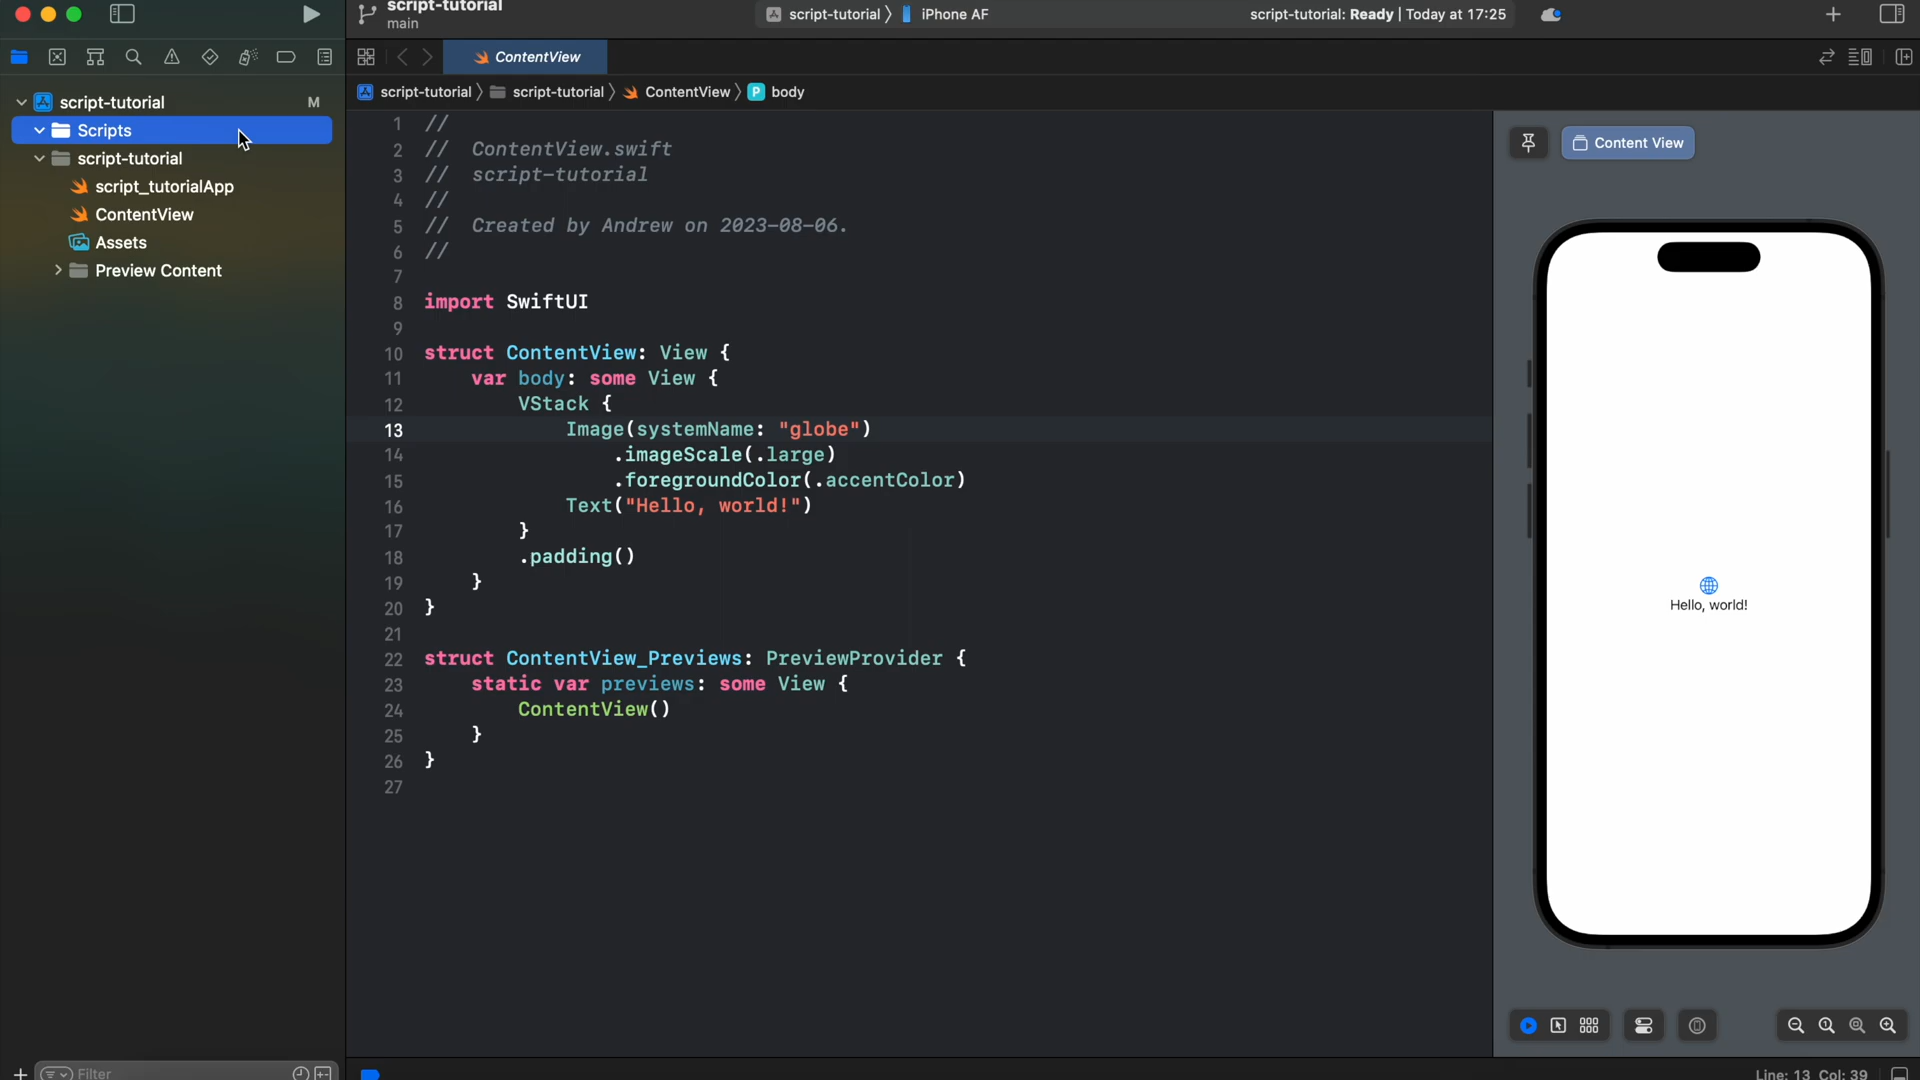 script-tutorial
main
script-tutorial 〉 iPhone AF
script-tutorial: Ready | Today at 17:25
ContentView
script-tutorial 〉 script-tutorial 〉 ContentView 〉 P body
script-tutorial M
Scripts
script-tutorial
script_tutorialApp
ContentView
Assets
Preview Content
1 //
2 //  ContentView.swift
3 //  script-tutorial
4 //
5 //  Created by Andrew on 2023-08-06.
6 //
7
8 import SwiftUI
9
10 struct ContentView: View {
11     var body: some View {
12         VStack {
13             Image(systemName: "globe")
14                 .imageScale(.large)
15                 .foregroundColor(.accentColor)
16             Text("Hello, world!")
17         }
18         .padding()
19     }
20 }
21
22 struct ContentView_Previews: PreviewProvider {
23     static var previews: some View {
24         ContentView()
25     }
26 }
27
Content View
Hello, world!
Filter
Line: 13 Col: 39